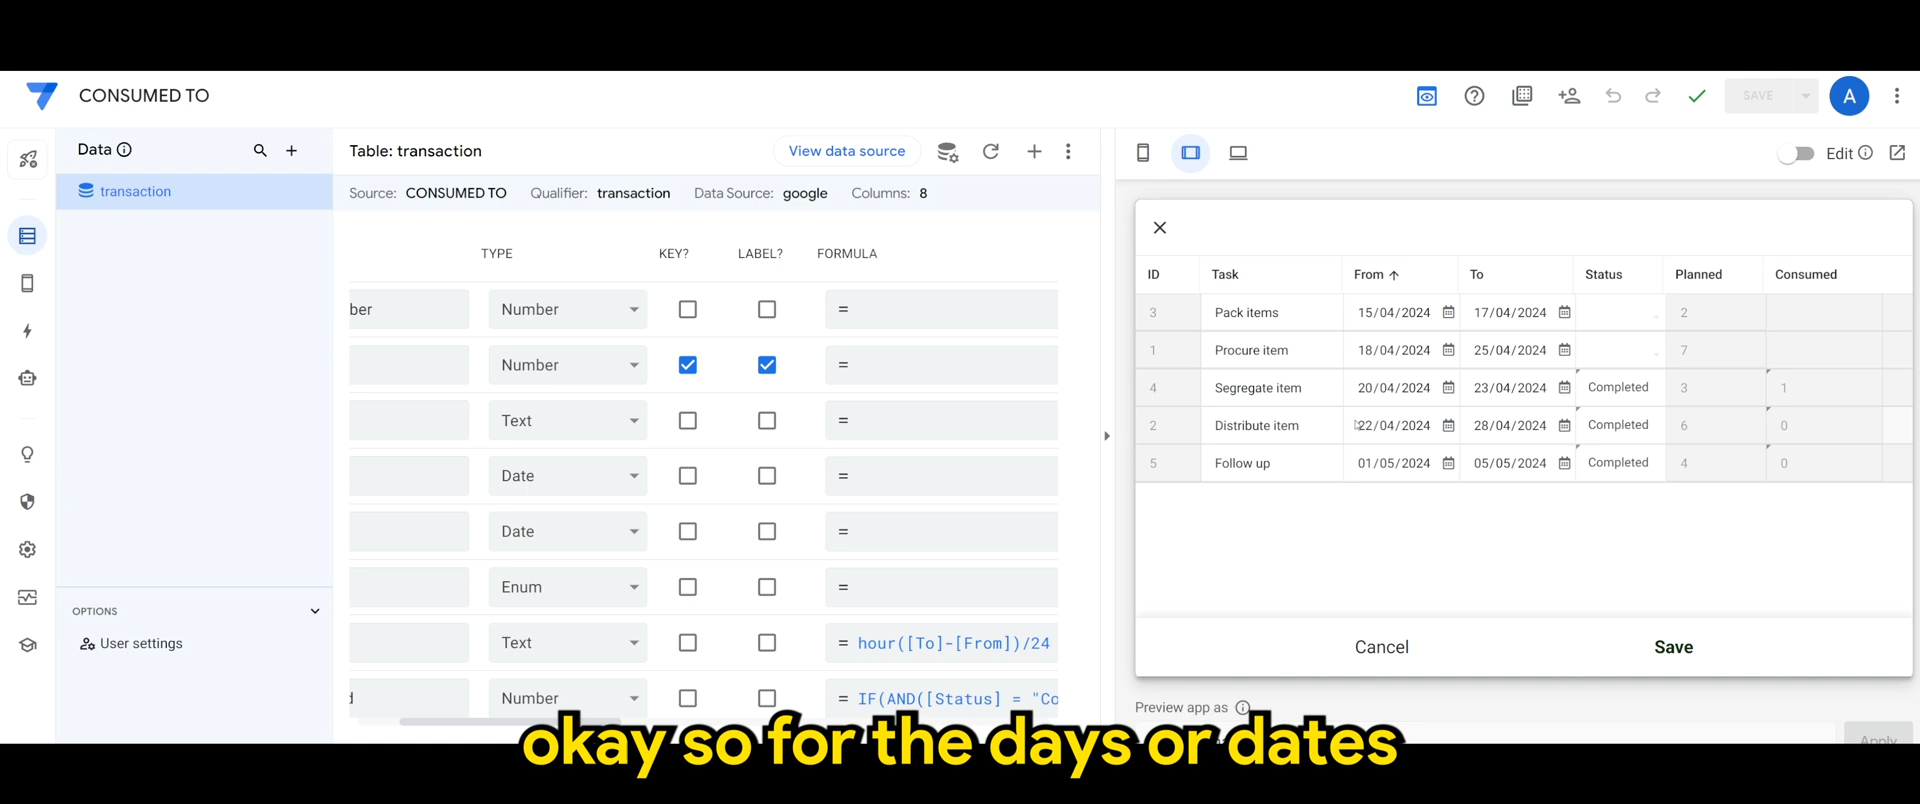 CONSUMED TO
SAVE
A
Data
Table: transaction
View data source
Edit
transaction
Source: CONSUMED TO Qualifier: transaction Data Source: google Columns: 8
TYPE KEY? LABEL? FORMULA
ber Number =
Number =
Text =
Date =
Date =
Enum =
Text = hour([To]-[From])/24
d Number = IF(AND([Status] = "Co
OPTIONS
User settings
ID Task From To Status Planned Consumed
3 Pack items 15/04/2024 17/04/2024 2
1 Procure item 18/04/2024 25/04/2024 7
4 Segregate item 20/04/2024 23/04/2024 Completed 3 1
2 Distribute item 22/04/2024 28/04/2024 Completed 6 0
5 Follow up 01/05/2024 05/05/2024 Completed 4 0
Cancel Save
Preview app as
Apply
okay so for the days or dates